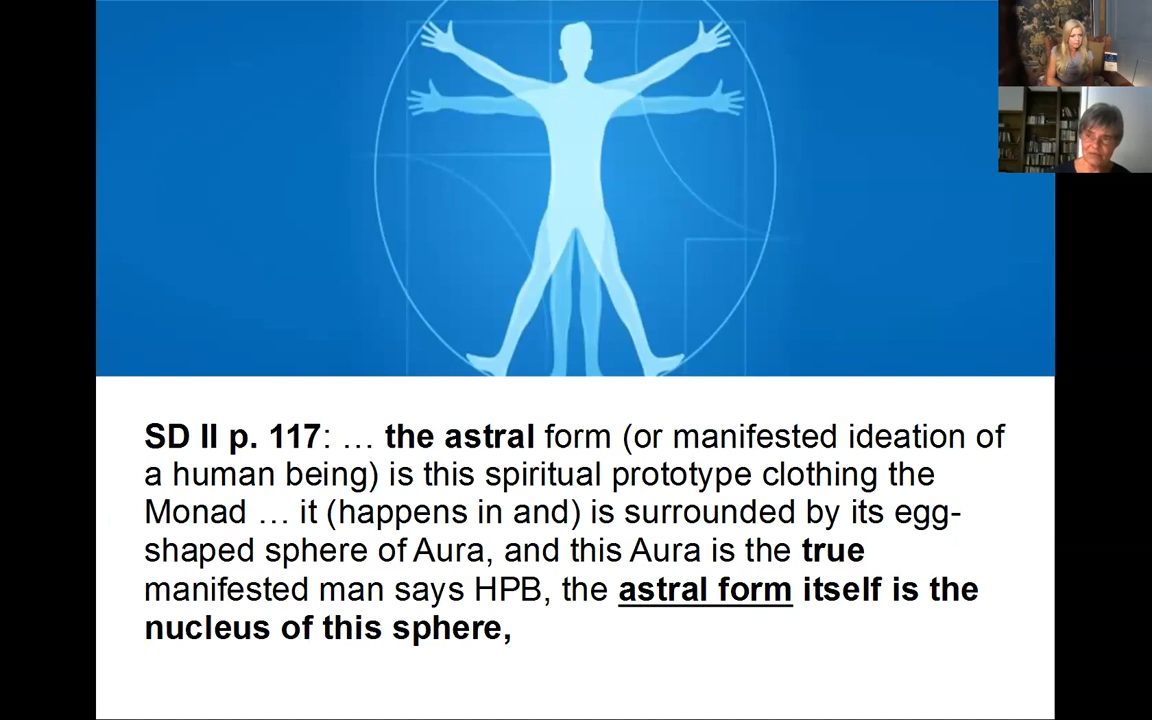 SD II p. 117: … the astral form (or manifested ideation of
a human being) is this spiritual prototype clothing the
Monad … it (happens in and) is surrounded by its egg-
shaped sphere of Aura, and this Aura is the true
manifested man says HPB, the astral form itself is the
nucleus of this sphere,